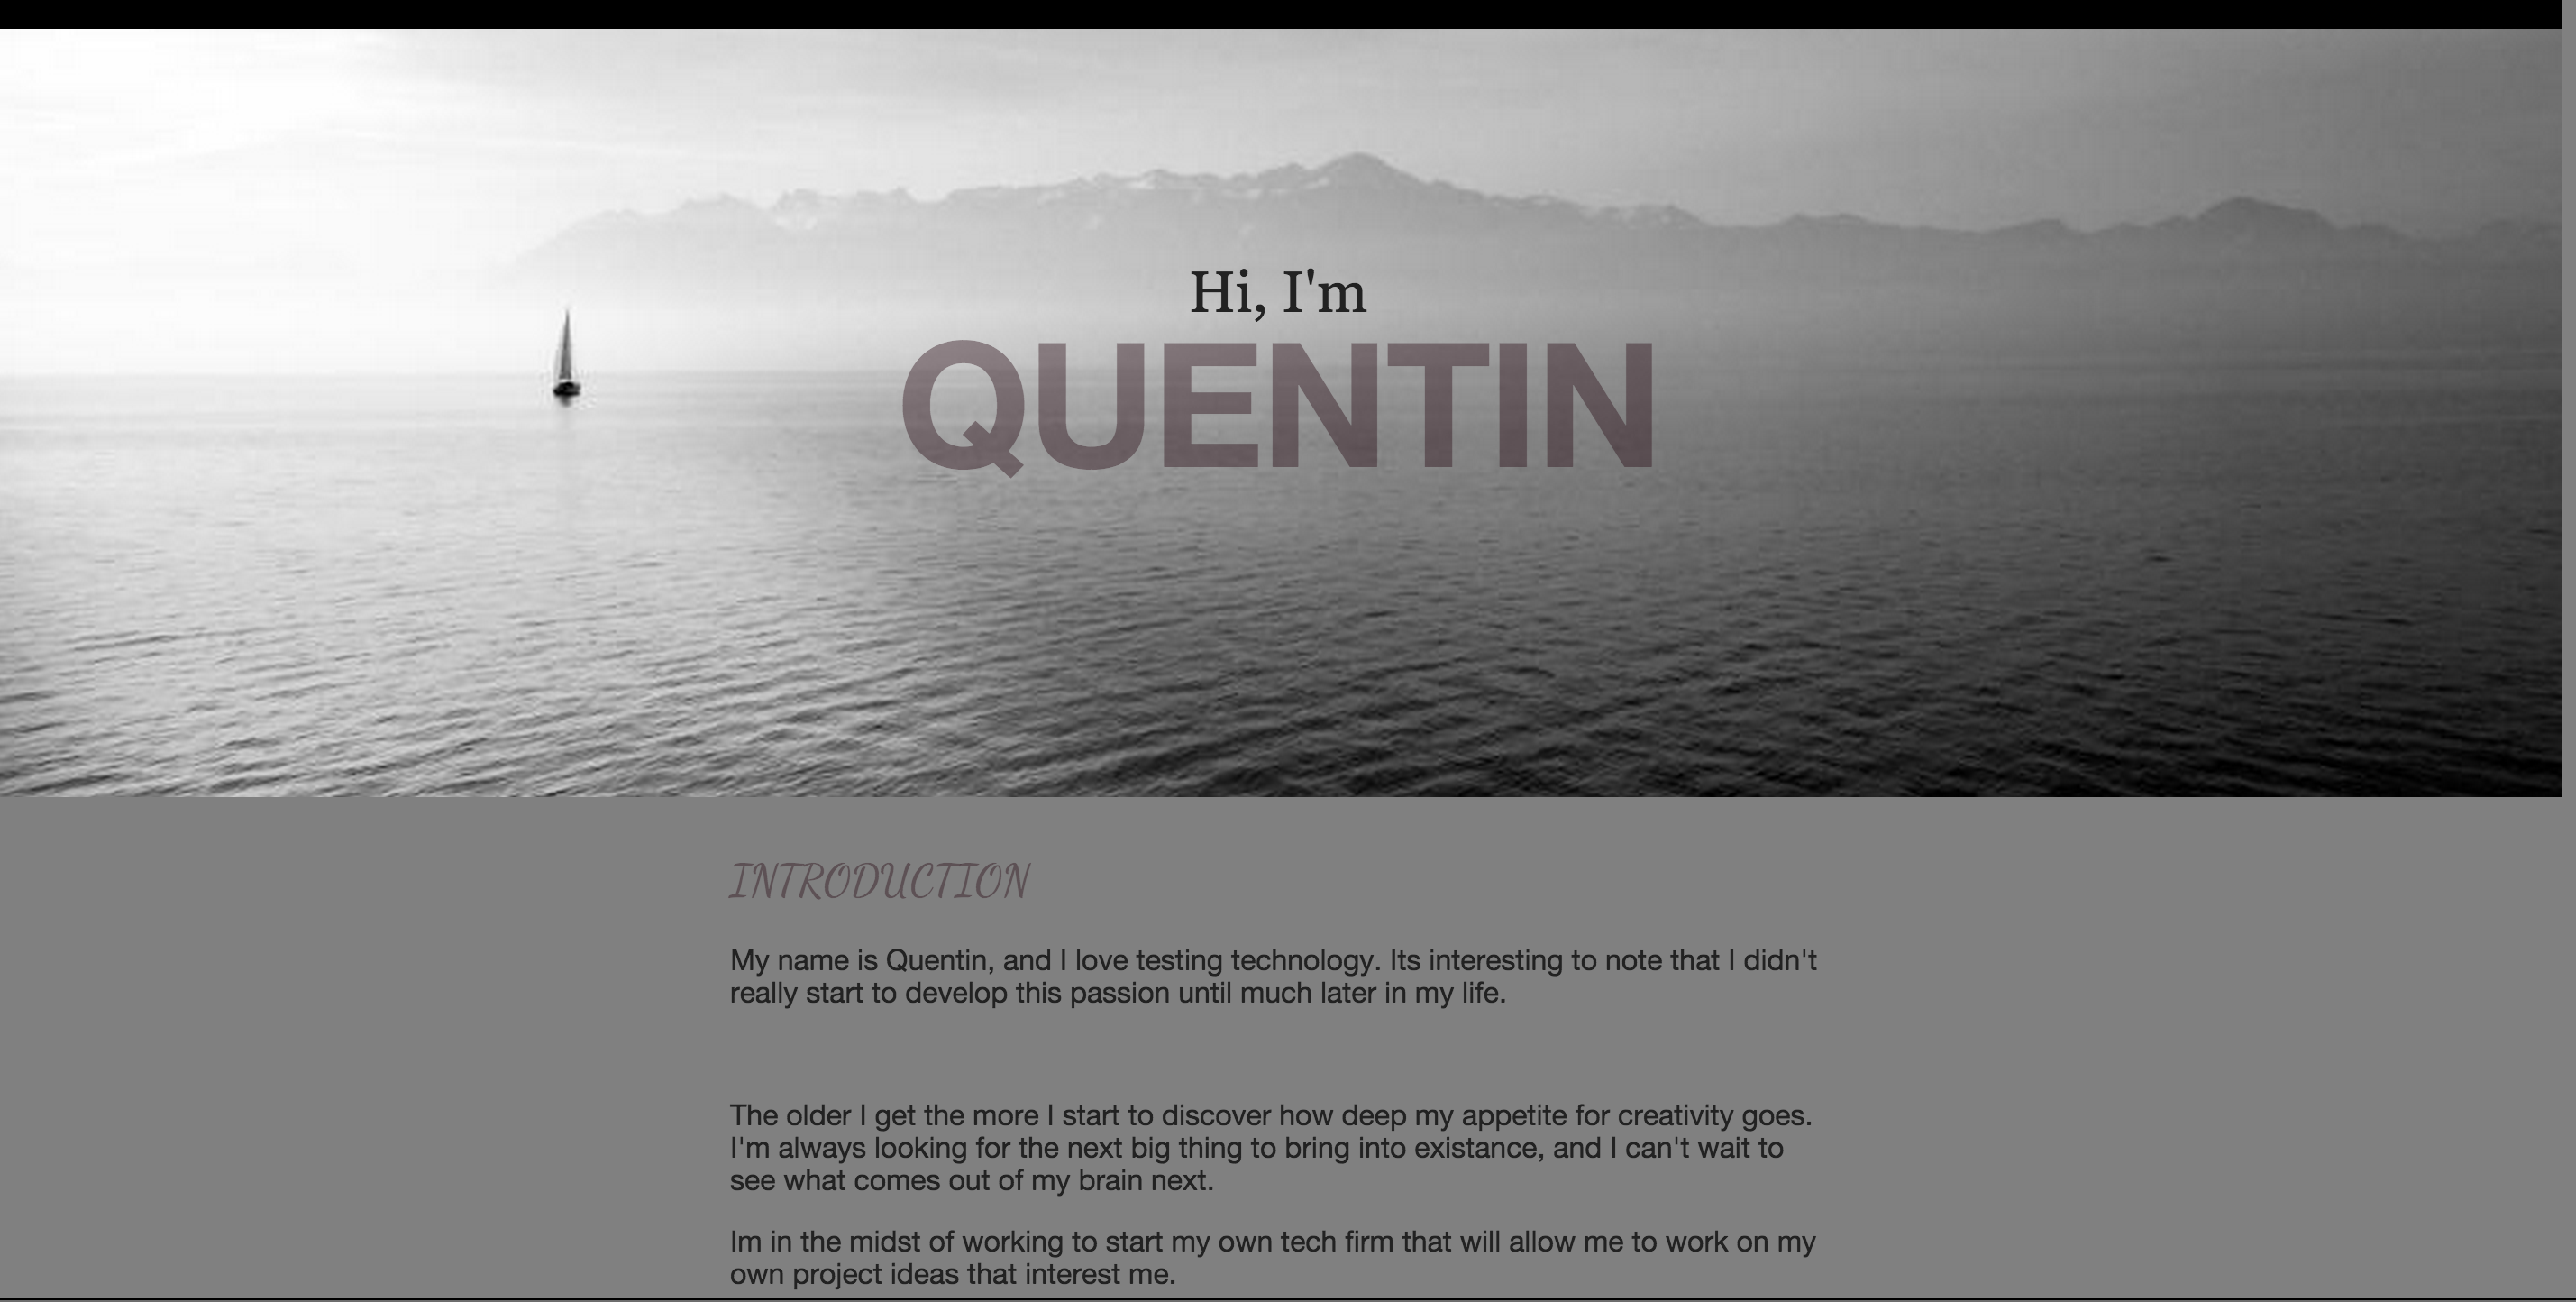 Hi, I'm
QUENTIN
INTRODUCTION
My name is Quentin, and I love testing technology. Its interesting to note that I didn't
really start to develop this passion until much later in my life.
The older I get the more I start to discover how deep my appetite for creativity goes.
I'm always looking for the next big thing to bring into existance, and I can't wait to
see what comes out of my brain next.
Im in the midst of working to start my own tech firm that will allow me to work on my
own project ideas that interest me.